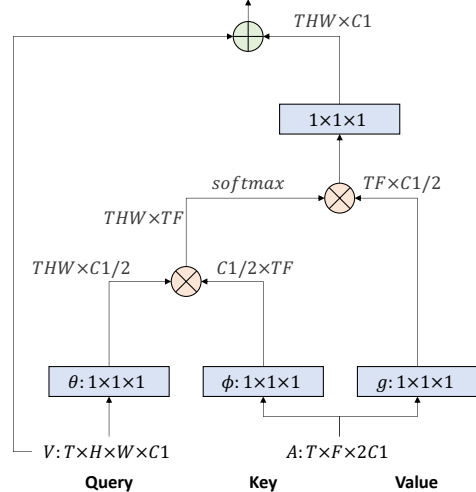 THW×C1
1×1×1
softmax
TF×C1/2
THW×TF
THW×C1/2
C1/2×TF
θ: 1×1×1
ϕ: 1×1×1
g: 1×1×1
V: T×H×W×C1
A: T×F×2C1
Query
Key
Value